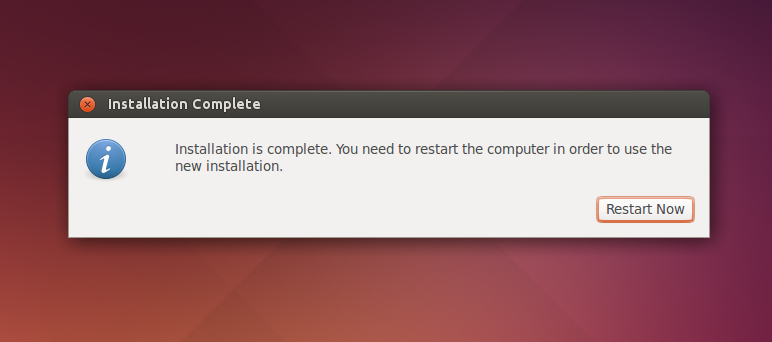 Installation Complete
Installation is complete. You need to restart the computer in order to use the
new installation.
Restart Now